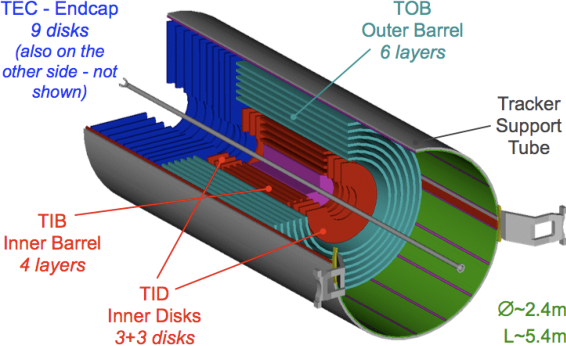 TEC - Endcap
9 disks
(also on the
other side - not
shown)
TOB
Outer Barrel
6 layers
Tracker
Support
Tube
TIB
Inner Barrel
4 layers
TID
Inner Disks
3+3 disks
∅~2.4m
L~5.4m